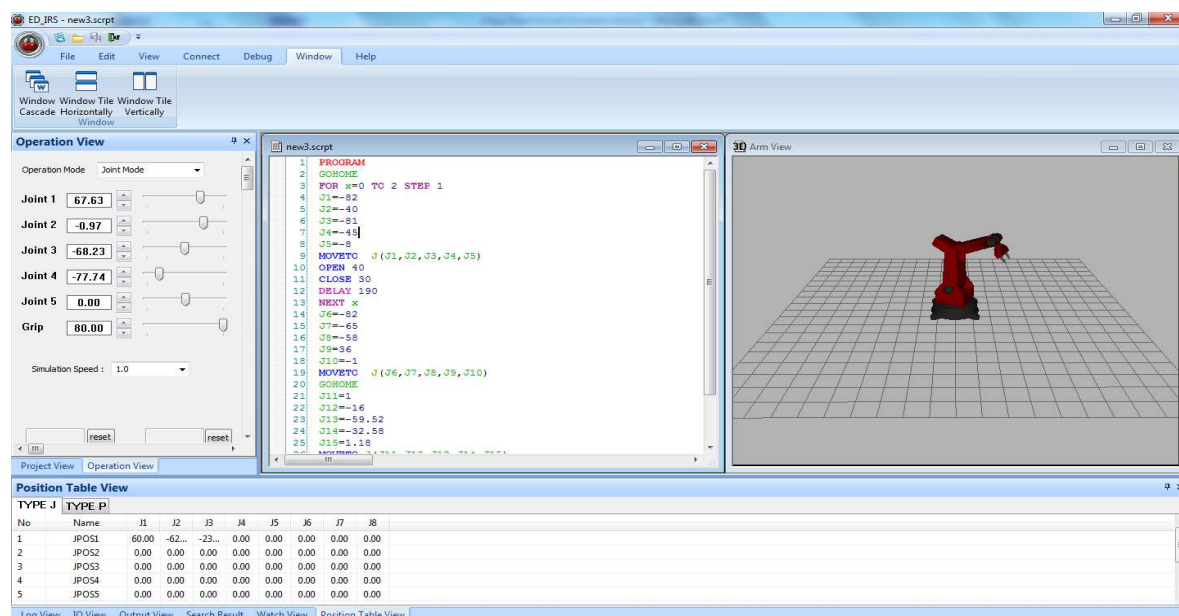 ED_IRS - new3.scrpt
File Edit View Connect Debug Window Help
Window Cascade
Window Tile Horizontally
Window Tile Vertically
Window
Operation View
Operation Mode Joint Mode
Joint 1 67.63
Joint 2 -0.97
Joint 3 -68.23
Joint 4 -77.74
Joint 5 0.00
Grip 80.00
Simulation Speed : 1.0
reset reset
Project View Operation View
new3.scrpt
1 PROGRAM
2 GOHOME
3 FOR x=0 TO 2 STEP 1
4 J1=-82
5 J2=-40
6 J3=-81
7 J4=-45
8 J5=-8
9 MOVETO J(J1,J2,J3,J4,J5)
10 OPEN 40
11 CLOSE 30
12 DELAY 190
13 NEXT x
14 J6=-82
15 J7=-65
16 J8=-58
17 J9=36
18 J10=-1
19 MOVETO J(J6,J7,J8,J9,J10)
20 GOHOME
21 J11=1
22 J12=-16
23 J13=-59.52
24 J14=-32.58
25 J15=1.18
26 MOVETO J(J11,J12,J13,J14,J15)
3D Arm View
Position Table View
TYPE J TYPE P
No Name J1 J2 J3 J4 J5 J6 J7 J8
1 JPOS1 60.00 -62... -23... 0.00 0.00 0.00 0.00 0.00
2 JPOS2 0.00 0.00 0.00 0.00 0.00 0.00 0.00 0.00
3 JPOS3 0.00 0.00 0.00 0.00 0.00 0.00 0.00 0.00
4 JPOS4 0.00 0.00 0.00 0.00 0.00 0.00 0.00 0.00
5 JPOS5 0.00 0.00 0.00 0.00 0.00 0.00 0.00 0.00
Log View IO View Output View Search Result Watch View Position Table View